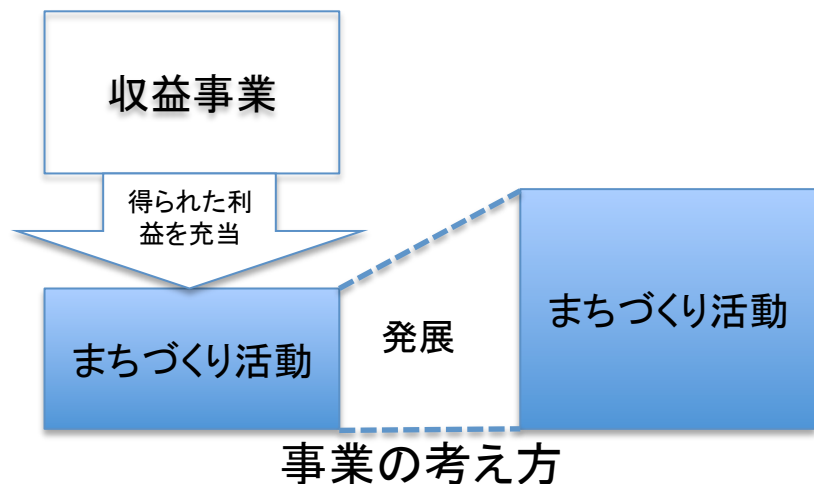 収益事業
得られた利
益を充当
まちづくり活動
発展
まちづくり活動
事業の考え方